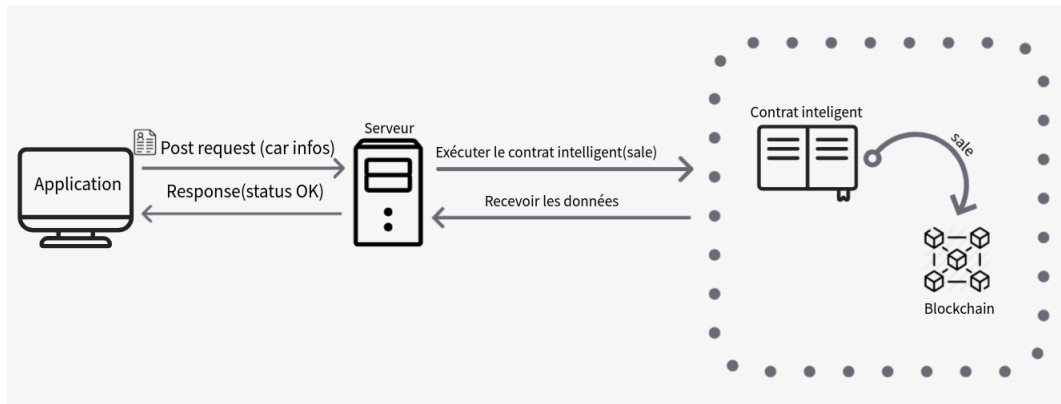 Application
Post request (car infos)
Response(status OK)
Serveur
Exécuter le contrat intelligent(sale)
Recevoir les données
Contrat inteligent
sale
Blockchain